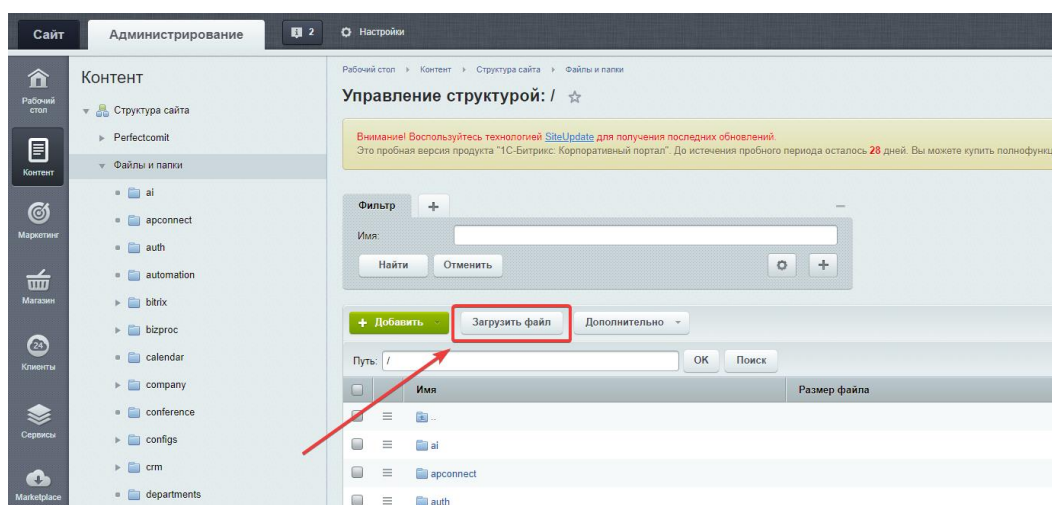 Сайт
Администрирование
2
Настройки
Рабочий стол
Контент
Маркетинг
Магазин
24
Клиенты
Сервисы
Marketplace
Контент
Структура сайта
Perfectcomit
Файлы и папки
ai
apconnect
auth
automation
bitrix
bizproc
calendar
company
conference
configs
crm
departments
Рабочий стол Контент Структура сайта Файлы и папки
Управление структурой: /
Внимание! Воспользуйтесь технологией SiteUpdate для получения последних обновлений.
Это пробная версия продукта "1С-Битрикс: Корпоративный портал". До истечения пробного периода осталось 28 дней. Вы можете купить полнофунк
Фильтр +
Имя:
Найти Отменить +
+ Добавить Загрузить файл Дополнительно
Путь: / OK Поиск
Имя Размер файла
..
ai
apconnect
auth